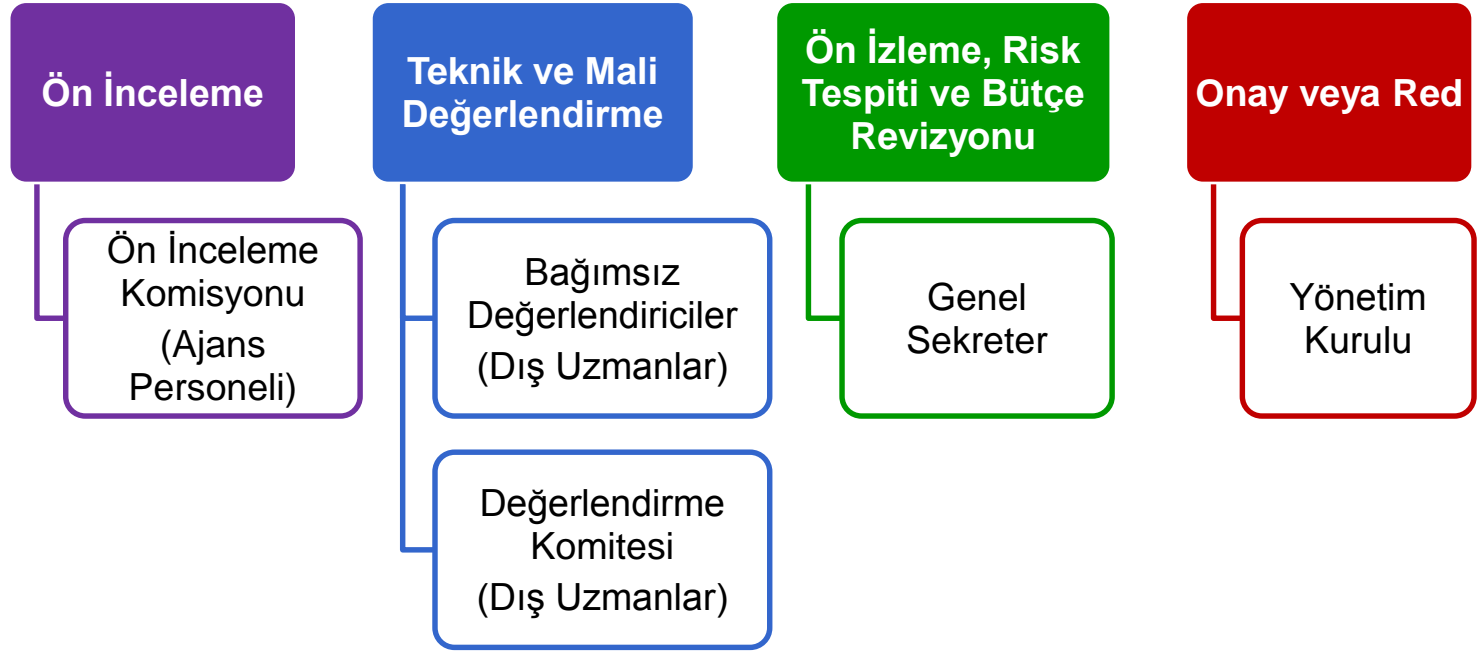 Ön İnceleme
Ön İnceleme
Komisyonu
(Ajans
Personeli)
Teknik ve Mali
Değerlendirme
Bağımsız
Değerlendiriciler
(Dış Uzmanlar)
Değerlendirme
Komitesi
(Dış Uzmanlar)
Ön İzleme, Risk
Tespiti ve Bütçe
Revizyonu
Genel
Sekreter
Onay veya Red
Yönetim
Kurulu